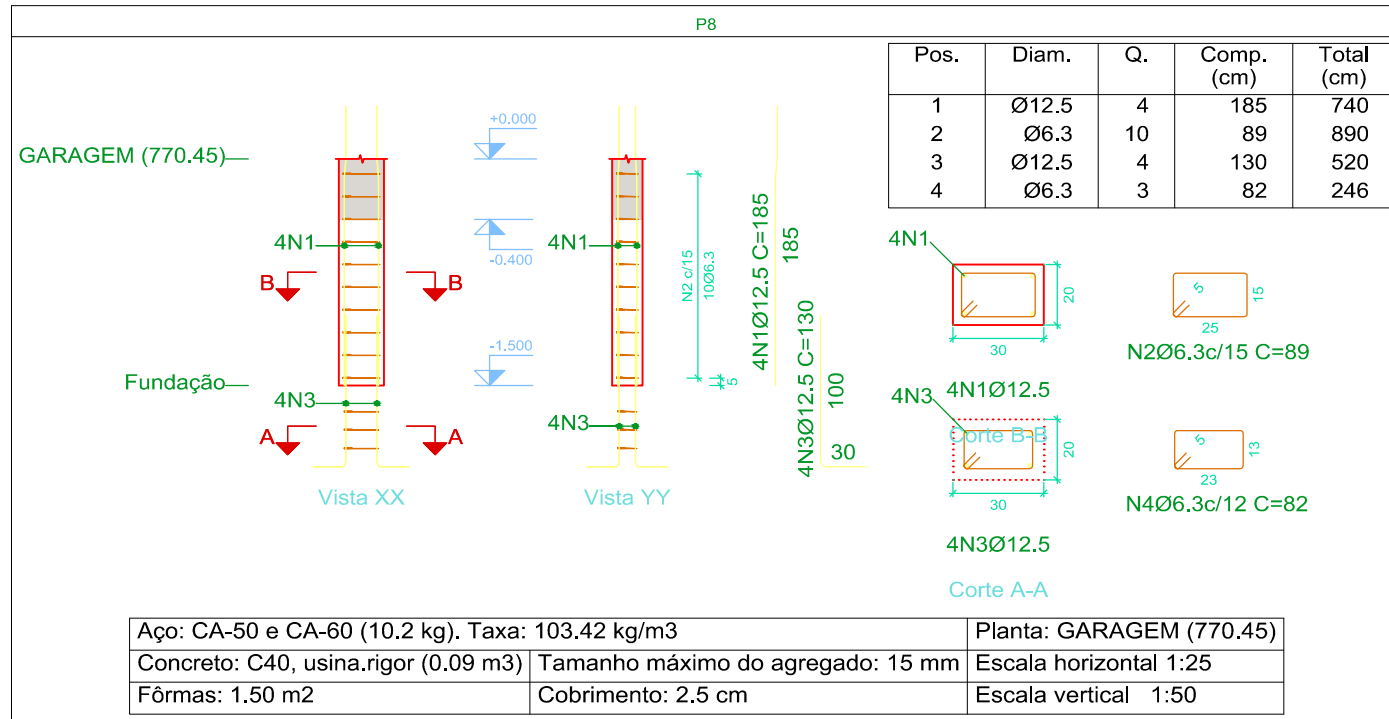 P8
Pos. Diam. Q. Comp. (cm) Total (cm)
1 Ø12.5 4 185 740
2 Ø6.3 10 89 890
3 Ø12.5 4 130 520
4 Ø6.3 3 82 246
GARAGEM (770.45)
+0.000
4N1
4N1
-0.400
B
B
-1.500
Fundação
4N3
4N3
A
A
Vista XX
Vista YY
N2 c/15
10Ø6.3
5
4N1Ø12.5 C=185
185
4N3Ø12.5 C=130
100
30
4N1
20
30
4N1Ø12.5
Corte B-B
5
15
25
N2Ø6.3c/15 C=89
4N3
20
30
4N3Ø12.5
Corte A-A
5
13
23
N4Ø6.3c/12 C=82
Aço: CA-50 e CA-60 (10.2 kg). Taxa: 103.42 kg/m3
Planta: GARAGEM (770.45)
Concreto: C40, usina.rigor (0.09 m3)
Tamanho máximo do agregado: 15 mm
Escala horizontal 1:25
Fôrmas: 1.50 m2
Cobrimento: 2.5 cm
Escala vertical 1:50